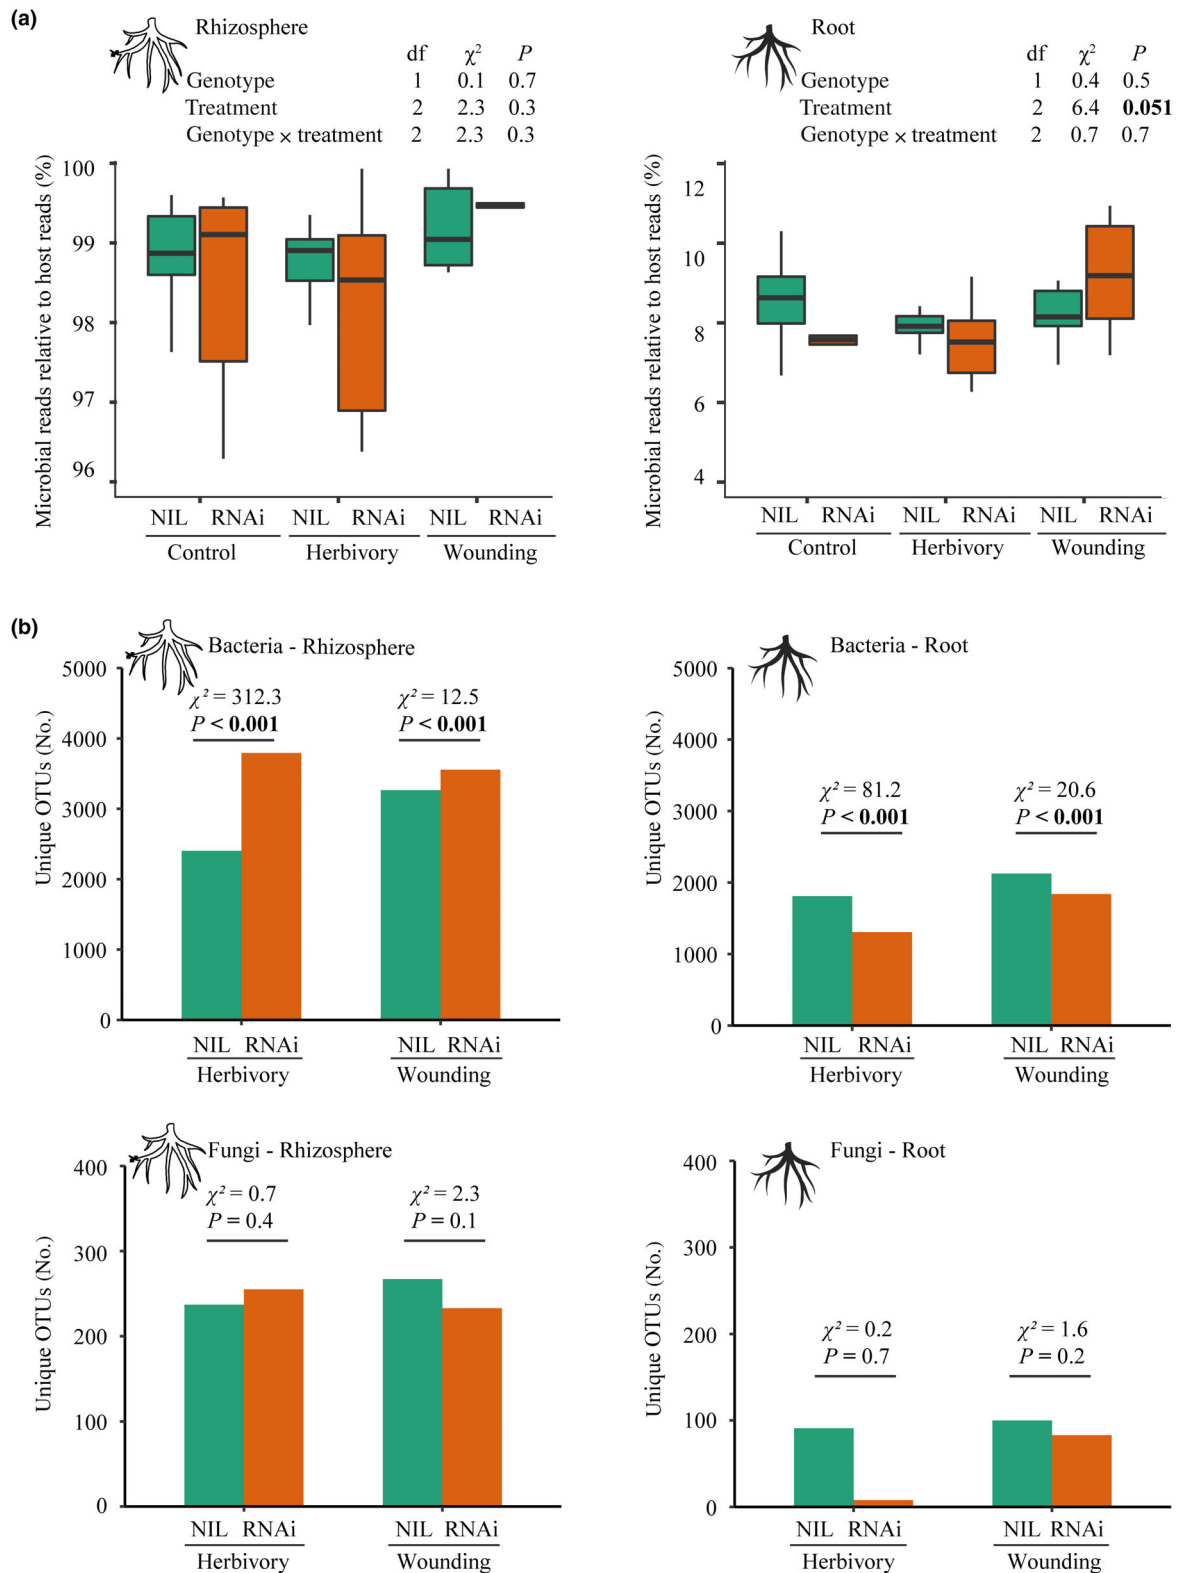 (a)
Rhizosphere
df χ² P
Genotype 1 0.1 0.7
Treatment 2 2.3 0.3
Genotype × treatment 2 2.3 0.3
Microbial reads relative to host reads (%)
100
99
98
97
96
NIL RNAi NIL RNAi NIL RNAi
Control Herbivory Wounding
Root
df χ² P
Genotype 1 0.4 0.5
Treatment 2 6.4 0.051
Genotype × treatment 2 0.7 0.7
Microbial reads relative to host reads (%)
12
10
8
6
4
NIL RNAi NIL RNAi NIL RNAi
Control Herbivory Wounding
(b)
Bacteria - Rhizosphere
Unique OTUs (No.)
5000
4000
3000
2000
1000
0
χ² = 312.3 χ² = 12.5
P < 0.001 P < 0.001
NIL RNAi NIL RNAi
Herbivory Wounding
Bacteria - Root
Unique OTUs (No.)
5000
4000
3000
2000
1000
0
χ² = 81.2 χ² = 20.6
P < 0.001 P < 0.001
NIL RNAi NIL RNAi
Herbivory Wounding
Fungi - Rhizosphere
Unique OTUs (No.)
400
300
200
100
0
χ² = 0.7 χ² = 2.3
P = 0.4 P = 0.1
NIL RNAi NIL RNAi
Herbivory Wounding
Fungi - Root
Unique OTUs (No.)
400
300
200
100
0
χ² = 0.2 χ² = 1.6
P = 0.7 P = 0.2
NIL RNAi NIL RNAi
Herbivory Wounding